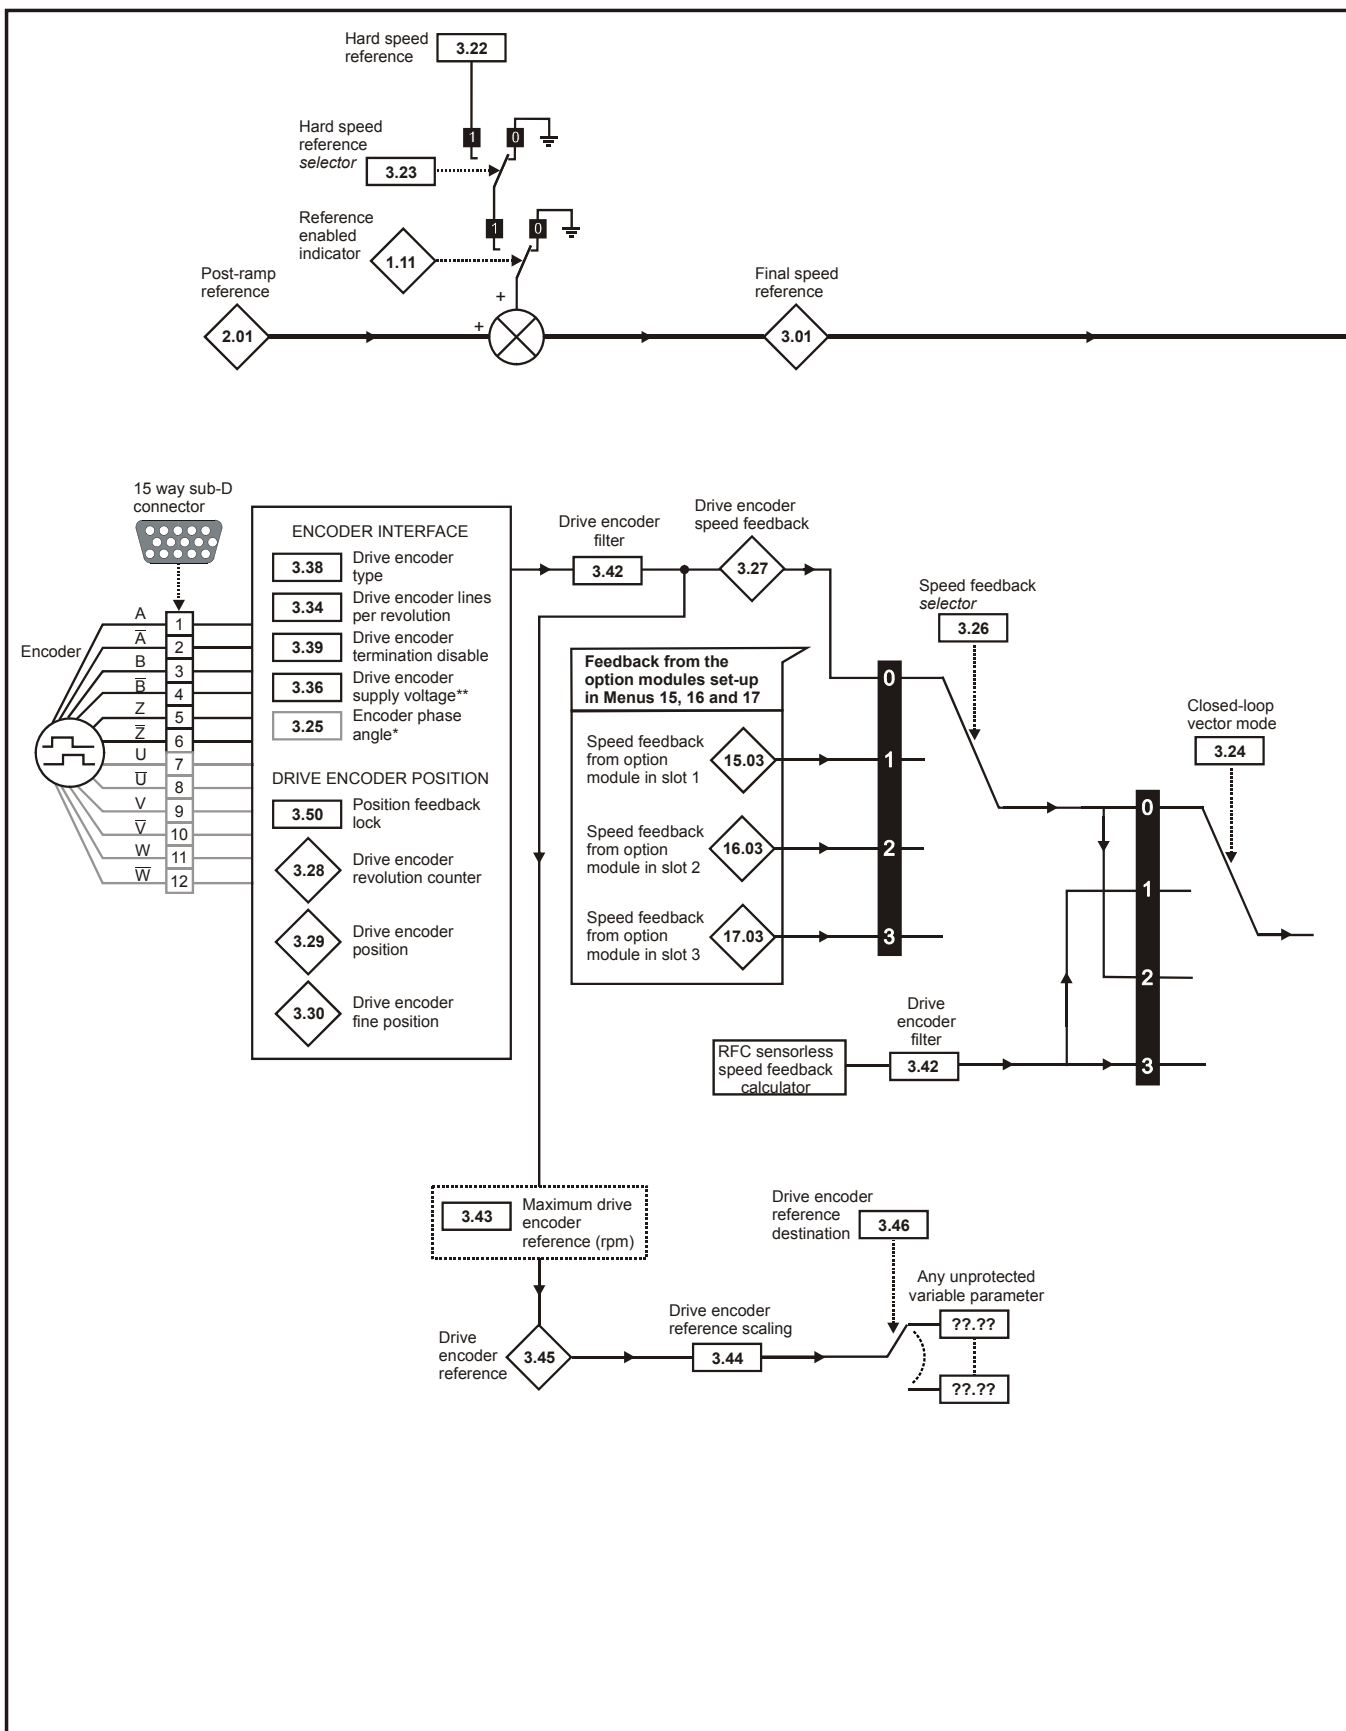 Hard speed
reference
3.22
1
0
Hard speed
reference
selector
3.23
1
0
Reference
enabled
indicator
1.11
Post-ramp
reference
2.01
+
+
Final speed
reference
3.01
15 way sub-D
connector
Encoder
A
A̅
B
B̅
Z
Z̅
U
U̅
V
V̅
W
W̅
1
2
3
4
5
6
7
8
9
10
11
12
ENCODER INTERFACE
3.38
Drive encoder
type
3.34
Drive encoder lines
per revolution
3.39
Drive encoder
termination disable
3.36
Drive encoder
supply voltage**
3.25
Encoder phase
angle*
DRIVE ENCODER POSITION
3.50
Position feedback
lock
3.28
Drive encoder
revolution counter
3.29
Drive encoder
position
3.30
Drive encoder
fine position
Drive encoder
filter
3.42
Drive encoder
speed feedback
3.27
Feedback from the
option modules set-up
in Menus 15, 16 and 17
Speed feedback
from option
module in slot 1
15.03
Speed feedback
from option
module in slot 2
16.03
Speed feedback
from option
module in slot 3
17.03
0
1
2
3
Speed feedback
selector
3.26
Closed-loop
vector mode
3.24
0
1
2
3
RFC sensorless
speed feedback
calculator
Drive
encoder
filter
3.42
3.43
Maximum drive
encoder
reference (rpm)
Drive
encoder
reference
3.45
Drive encoder
reference scaling
3.44
Drive encoder
reference
destination
3.46
Any unprotected
variable parameter
??.??
??.??